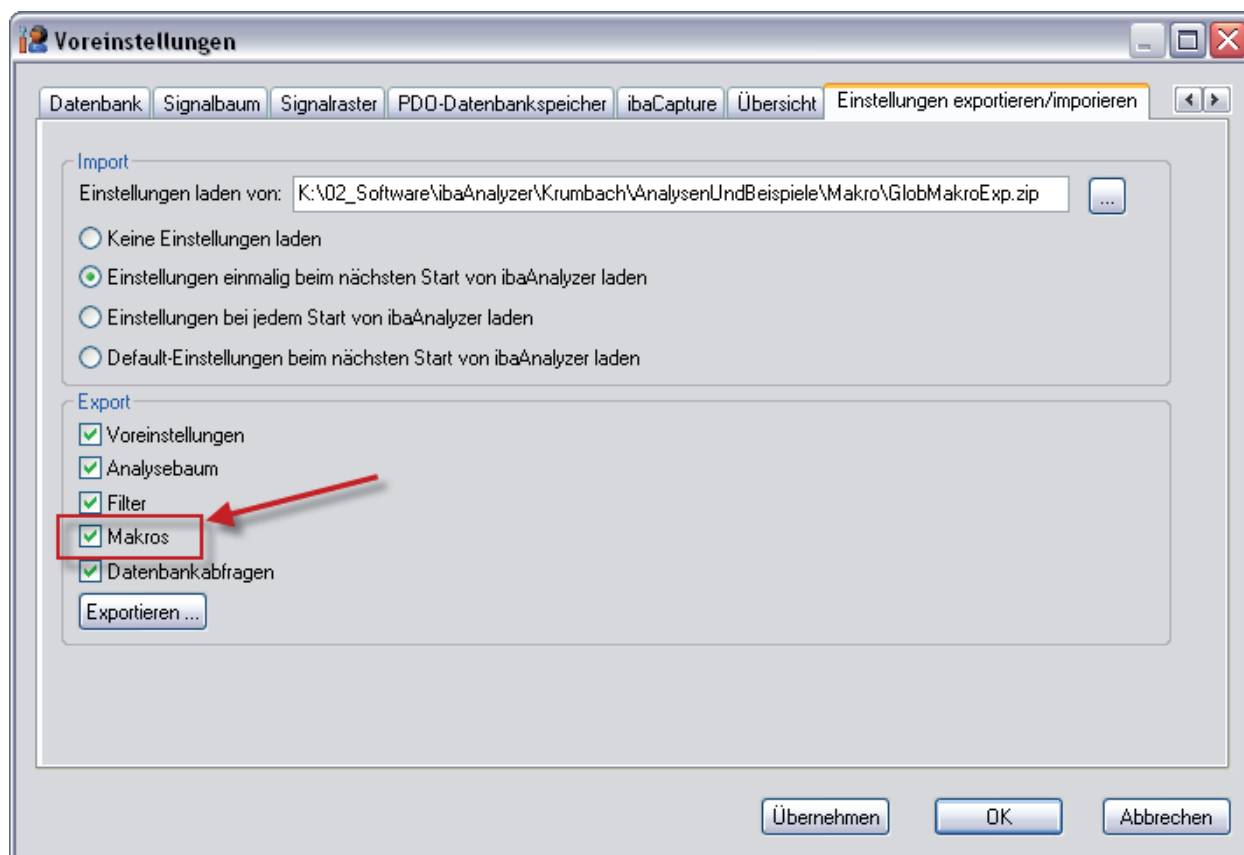 Voreinstellungen
Datenbank Signalbaum Signalraster PDO-Datenbankspeicher ibaCapture Übersicht Einstellungen exportieren/imporieren
Import
Einstellungen laden von: K:\02_Software\ibaAnalyzer\Krumbach\AnalysenUndBeispiele\Makro\GlobMakroExp.zip ...
Keine Einstellungen laden
Einstellungen einmalig beim nächsten Start von ibaAnalyzer laden
Einstellungen bei jedem Start von ibaAnalyzer laden
Default-Einstellungen beim nächsten Start von ibaAnalyzer laden
Export
Voreinstellungen
Analysebaum
Filter
Makros
Datenbankabfragen
Exportieren ...
Übernehmen OK Abbrechen